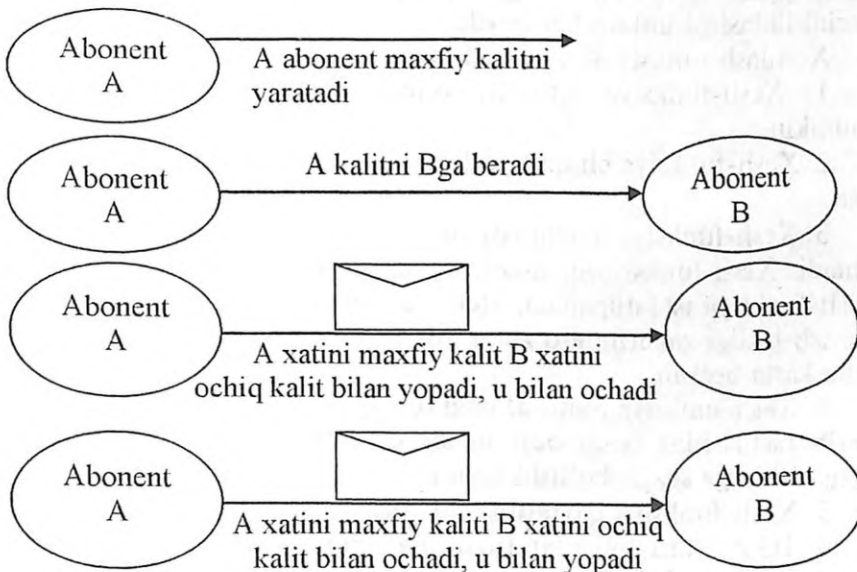 Abonent
A
A abonent maxfiy kalitni
yaratadi
Abonent
A
A kalitni Bga beradi
Abonent
B
Abonent
A
A xatini maxfiy kalit B xatini
ochiq kalit bilan yopadi, u bilan ochadi
Abonent
B
Abonent
A
A xatini maxfiy kaliti B xatini ochiq
kalit bilan ochadi, u bilan yopadi
Abonent
B